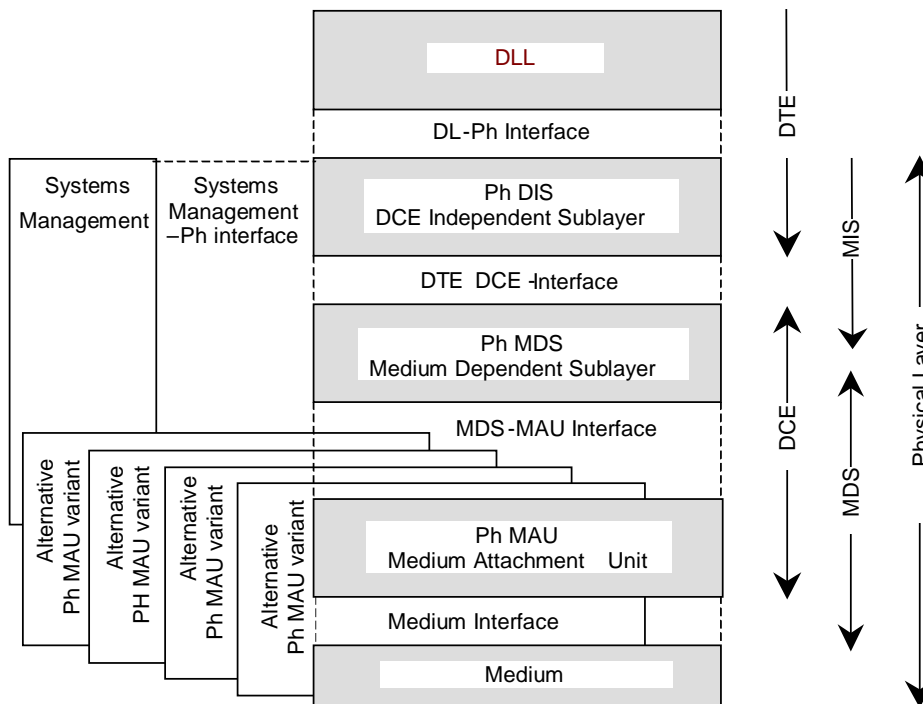 DLL
DL-Ph Interface
DTE
Systems
Management
Systems
Management
–Ph interface
Ph DIS
DCE Independent Sublayer
MIS
DTE DCE -Interface
Ph MDS
Medium Dependent Sublayer
Physical Layer
DCE
MDS
MDS-MAU Interface
Alternative
Ph MAU variant
Alternative
PH MAU variant
Alternative
Ph MAU variant
Alternative
Ph MAU variant
Ph MAU
Medium Attachment Unit
Medium Interface
Medium